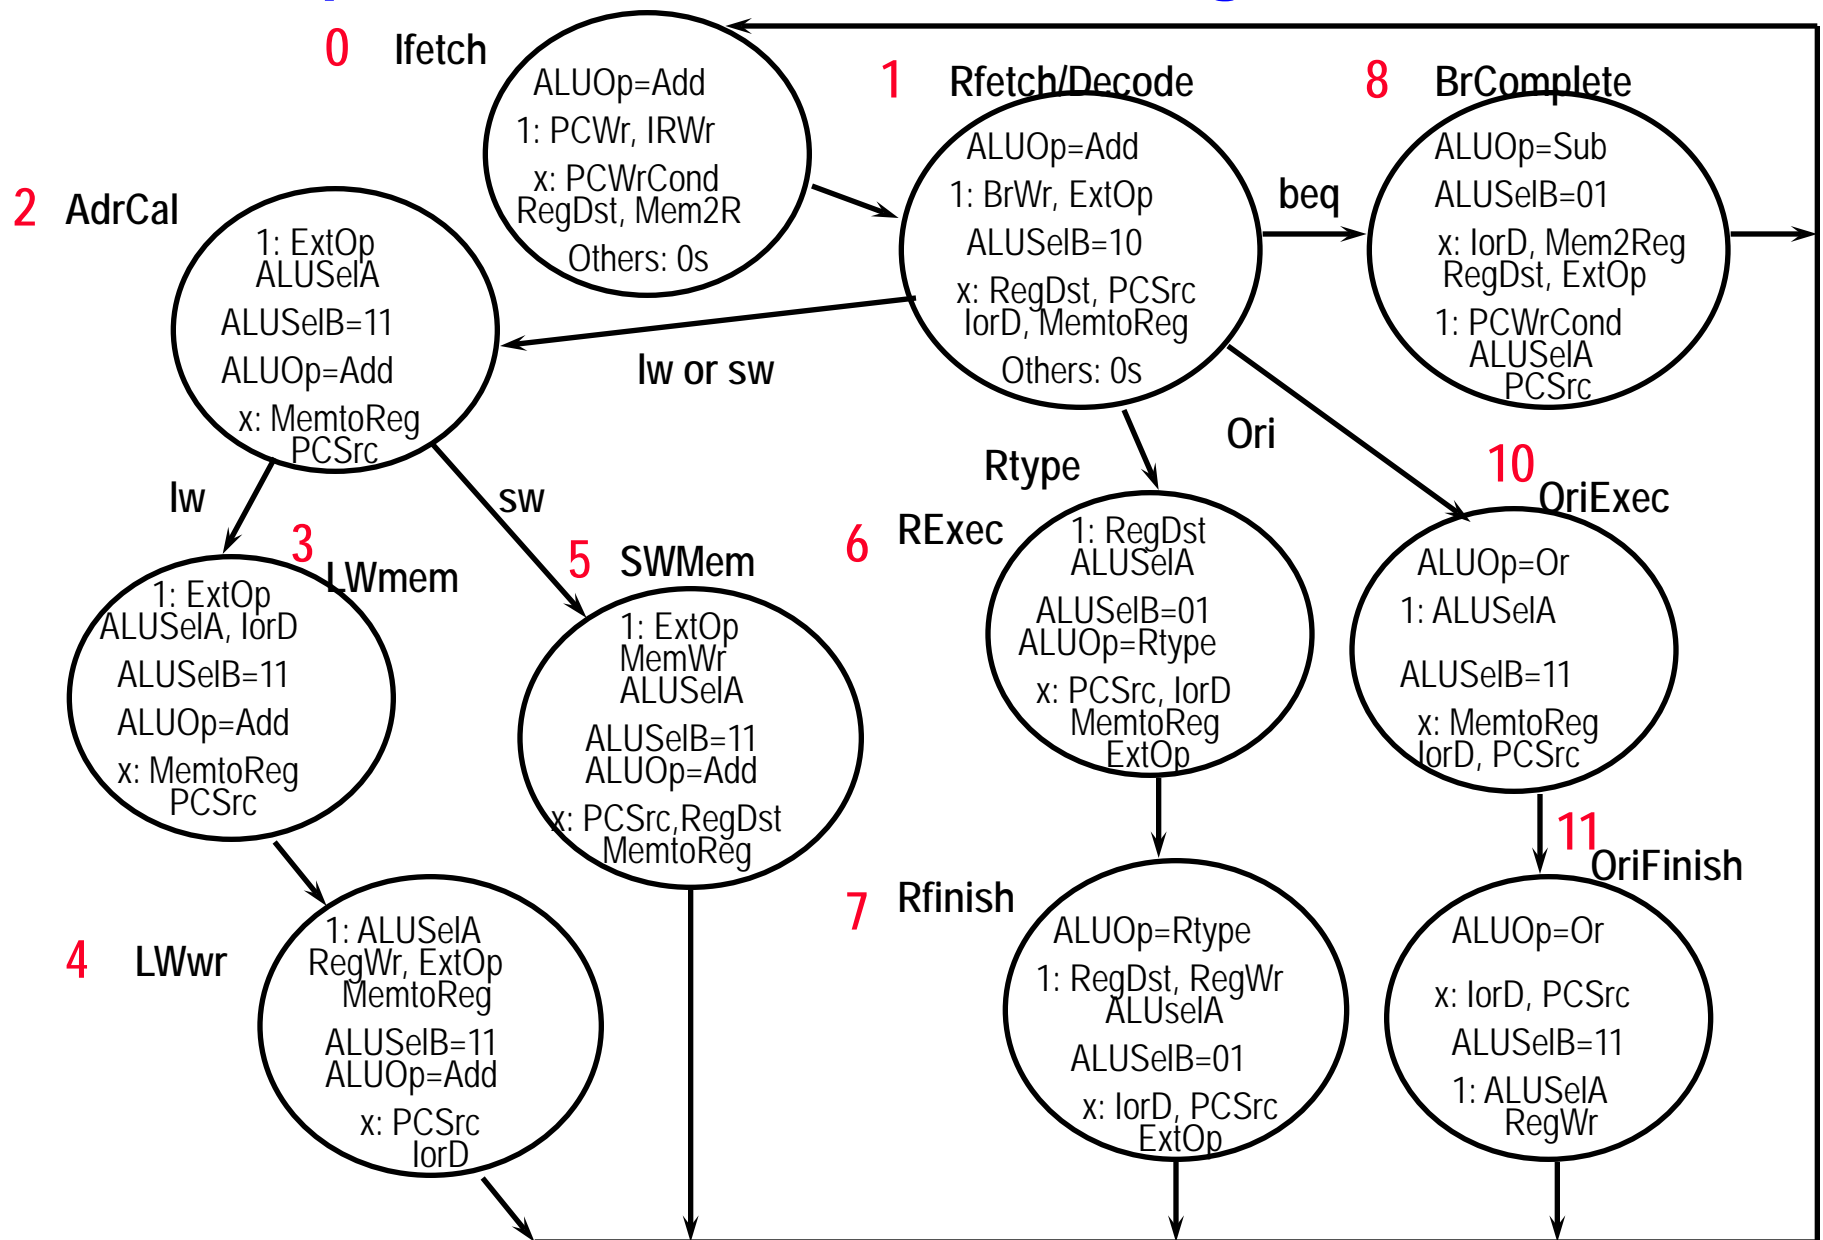 0 Ifetch
ALUOp=Add
1: PCWr, IRWr
x: PCWrCond
RegDst, Mem2R
Others: 0s
1 Rfetch/Decode
ALUOp=Add
1: BrWr, ExtOp
ALUSelB=10
x: RegDst, PCSrc
IorD, MemtoReg
Others: 0s
beq
8 BrComplete
ALUOp=Sub
ALUSelB=01
x: IorD, Mem2Reg
RegDst, ExtOp
1: PCWrCond
ALUSelA
PCSrc
2 AdrCal
1: ExtOp
ALUSelA
ALUSelB=11
ALUOp=Add
x: MemtoReg
PCSrc
lw or sw
Ori
Rtype
lw
sw
3
LWmem
1: ExtOp
ALUSelA, IorD
ALUSelB=11
ALUOp=Add
x: MemtoReg
PCSrc
5 SWMem
1: ExtOp
MemWr
ALUSelA
ALUSelB=11
ALUOp=Add
x: PCSrc,RegDst
MemtoReg
6 RExec
1: RegDst
ALUSelA
ALUSelB=01
ALUOp=Rtype
x: PCSrc, IorD
MemtoReg
ExtOp
10
OriExec
ALUOp=Or
1: ALUSelA
ALUSelB=11
x: MemtoReg
IorD, PCSrc
4 LWwr
1: ALUSelA
RegWr, ExtOp
MemtoReg
ALUSelB=11
ALUOp=Add
x: PCSrc
IorD
7 Rfinish
ALUOp=Rtype
1: RegDst, RegWr
ALUselA
ALUSelB=01
x: IorD, PCSrc
ExtOp
11
OriFinish
ALUOp=Or
x: IorD, PCSrc
ALUSelB=11
1: ALUSelA
RegWr